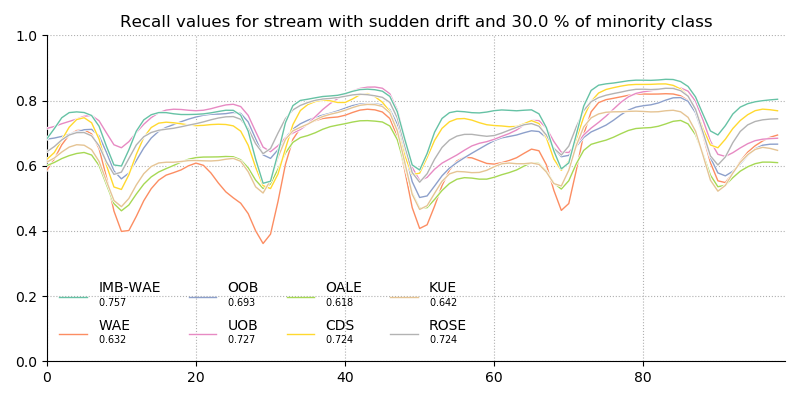 Recall values for stream with sudden drift and 30.0 % of minority class
1.0
0.8
0.6
0.4
0.2
0.0
IMB-WAE OOB OALE KUE
0.757 0.693 0.618 0.642
WAE UOB CDS ROSE
0.632 0.727 0.724 0.724
0 20 40 60 80